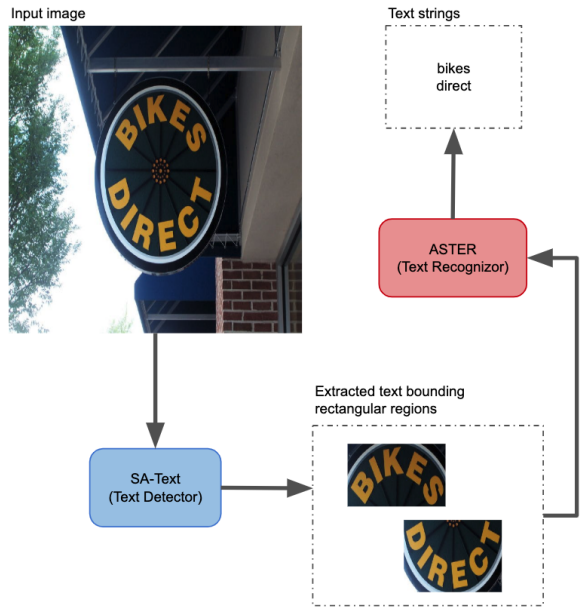 Input image
BIKES
DIRECT
Text strings
bikes
direct
ASTER
(Text Recognizor)
Extracted text bounding
rectangular regions
SA-Text
(Text Detector)
BIKES
DIRECT